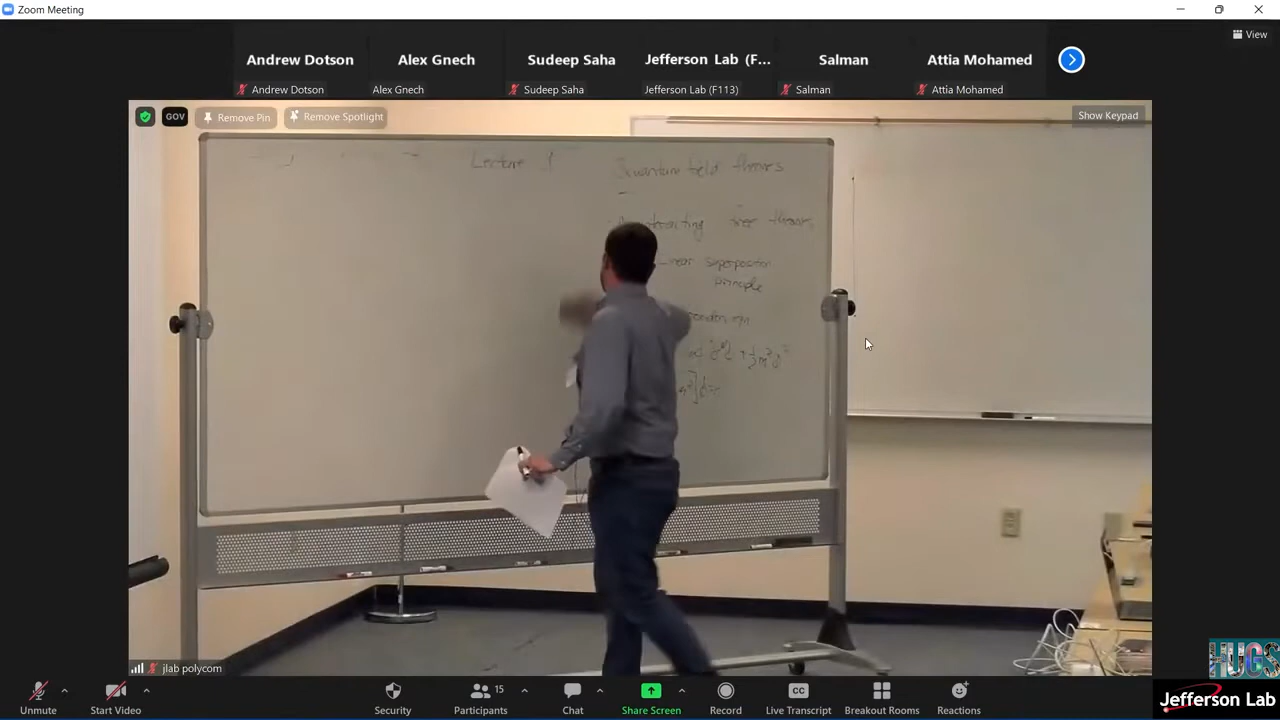 Zoom Meeting
View
Andrew Dotson
Alex Gnech
Sudeep Saha
Jefferson Lab (F...
Salman
Attia Mohamed
Andrew Dotson
Alex Gnech
Sudeep Saha
Jefferson Lab (F113)
Salman
Attia Mohamed
GOV
Remove Pin
Remove Spotlight
Show Keypad
Lecture 1
Quantum field theories
free
superposition
principle
jlab polycom
HUGS
Unmute
Start Video
Security
Participants
15
Chat
Share Screen
Record
CC
Live Transcript
Breakout Rooms
Reactions
Jefferson Lab